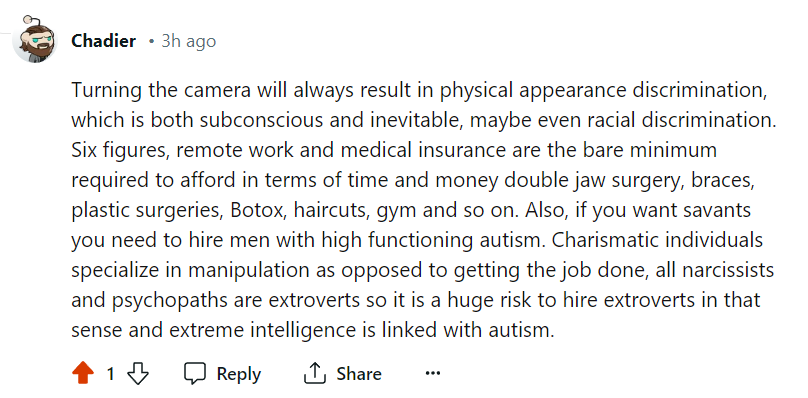 Chadier • 3h ago
Turning the camera will always result in physical appearance discrimination,
which is both subconscious and inevitable, maybe even racial discrimination.
Six figures, remote work and medical insurance are the bare minimum
required to afford in terms of time and money double jaw surgery, braces,
plastic surgeries, Botox, haircuts, gym and so on. Also, if you want savants
you need to hire men with high functioning autism. Charismatic individuals
specialize in manipulation as opposed to getting the job done, all narcissists
and psychopaths are extroverts so it is a huge risk to hire extroverts in that
sense and extreme intelligence is linked with autism.
1 Reply Share ...